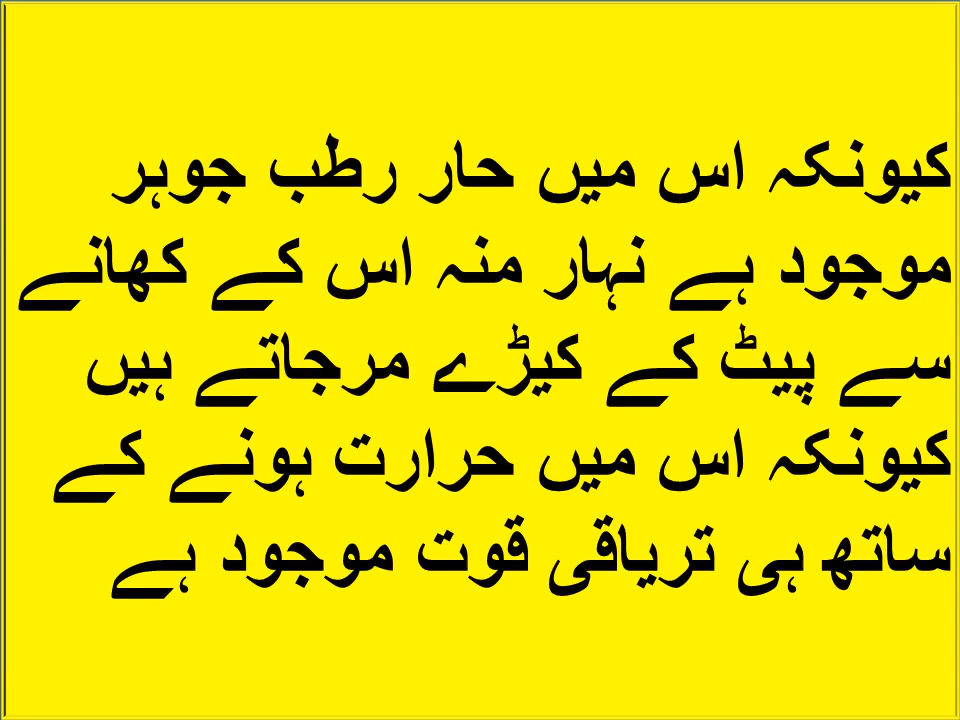 کیونکہ اس میں حار رطب جوہر
موجود ہے نہار منہ اس کے کھانے
سے پیٹ کے کیڑے مرجاتے ہیں
کیونکہ اس میں حرارت ہونے کے
ساتھ ہی تریاقی قوت موجود ہے